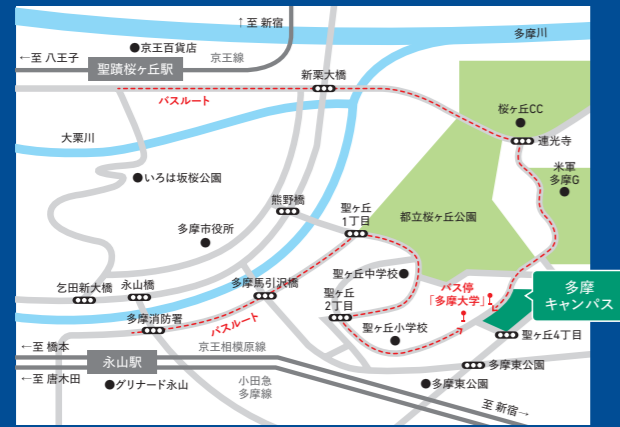 ↑至 新宿
多摩川
●京王百貨店
←至 八王子
京王線
聖蹟桜ヶ丘駅
新栗大橋
バスルート
桜ヶ丘CC
大栗川
連光寺
米軍
多摩G
●いろは坂桜公園
熊野橋
聖ヶ丘
1丁目
都立桜ヶ丘公園
多摩市役所
聖ヶ丘中学校●
乞田新大橋
永山橋
多摩馬引沢橋
バス停
「多摩大学」
多摩
キャンパス
聖ヶ丘
2丁目
多摩消防署
バスルート
聖ヶ丘小学校
聖ヶ丘4丁目
←至 橋本
京王相模原線
永山駅
多摩東公園
←至 唐木田
●グリナード永山
小田急
多摩線
●多摩東公園
至 新宿→